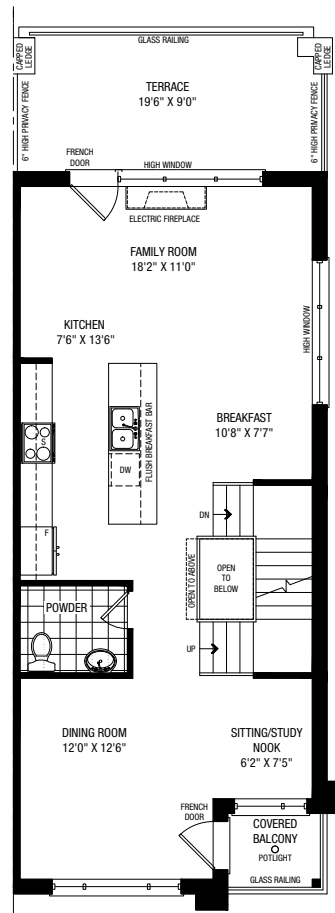 GLASS RAILING
CAPPED
LEDGE
CAPPED
LEDGE
TERRACE
19'6" X 9'0"
6" HIGH PRIVACY FENCE
6" HIGH PRIVACY FENCE
FRENCH
DOOR
HIGH WINDOW
ELECTRIC FIREPLACE
FAMILY ROOM
18'2" X 11'0"
HIGH WINDOW
KITCHEN
7'6" X 13'6"
S
FLUSH BREAKFAST BAR
DW
BREAKFAST
10'8" X 7'7"
F
DN
OPEN TO ABOVE
OPEN
TO
BELOW
UP
POWDER
DINING ROOM
12'0" X 12'6"
SITTING/STUDY
NOOK
6'2" X 7'5"
FRENCH
DOOR
COVERED
BALCONY
POTLIGHT
GLASS RAILING